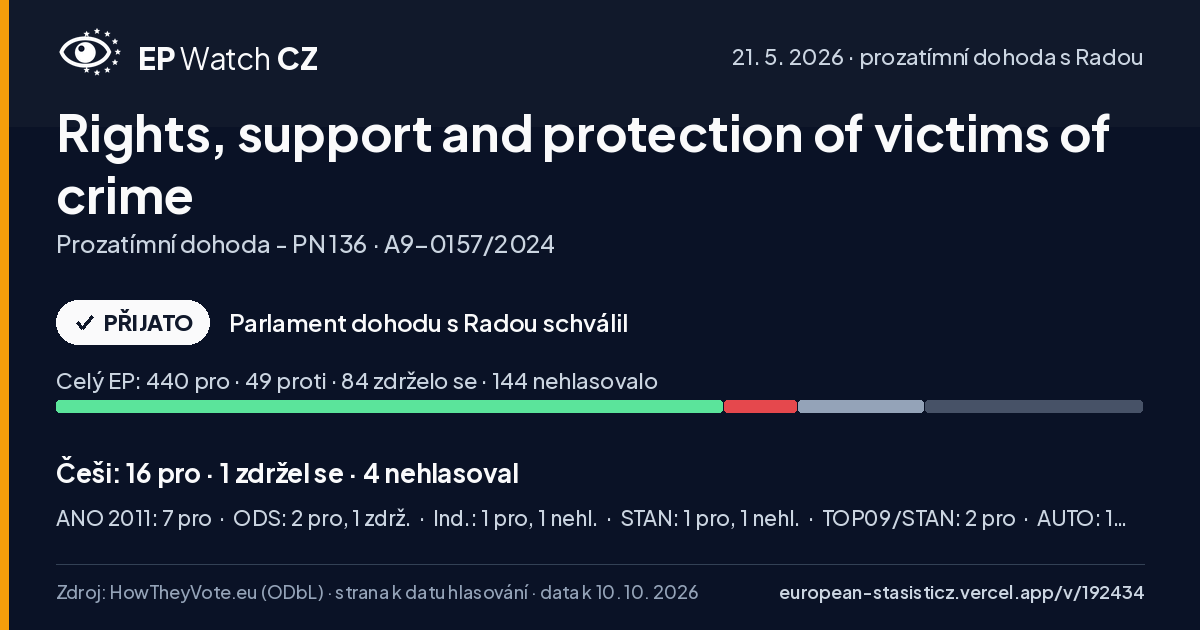 EP Watch CZ
21. 5. 2026 · prozatímní dohoda s Radou
Rights, support and protection of victims of
crime
Prozatímní dohoda – PN 136 · A9–0157/2024
✓ PŘIJATO
Parlament dohodu s Radou schválil
Celý EP: 440 pro · 49 proti · 84 zdrželo se · 144 nehlasovalo
Češi: 16 pro · 1 zdržel se · 4 nehlasoval
ANO 2011: 7 pro · ODS: 2 pro, 1 zdrž. · Ind.: 1 pro, 1 nehl. · STAN: 1 pro, 1 nehl. · TOP09/STAN: 2 pro · AUTO: 1…
Zdroj: HowTheyVote.eu (ODbL) · strana k datu hlasování · data k 10. 10. 2026
european-stasisticz.vercel.app/v/192434